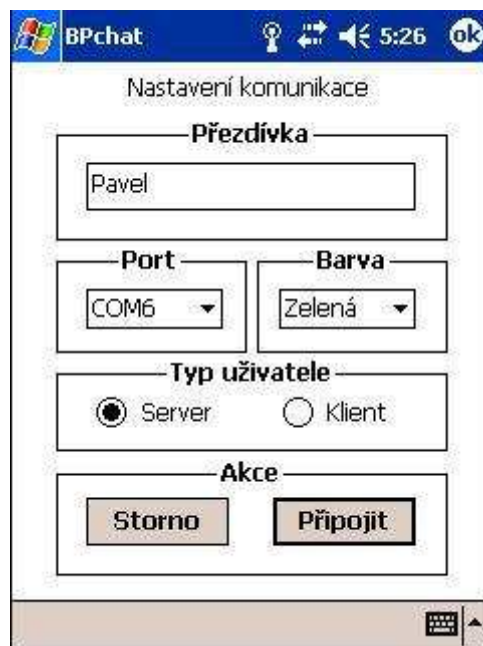 BPchat 5:26 ok
Nastavení komunikace
Přezdívka
Pavel
Port Barva
COM6 Zelená
Typ uživatele
Server Klient
Akce
Storno Připojit